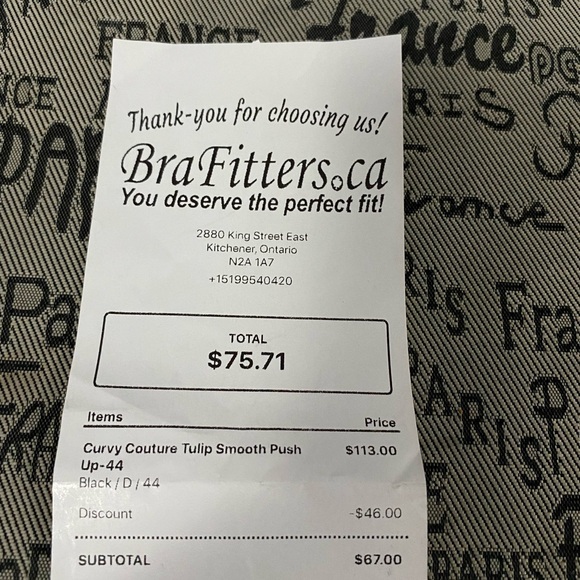 Thank-you for choosing us!
BraFitters.ca
You deserve the perfect fit!
2880 King Street East
Kitchener, Ontario
N2A 1A7
+15199540420
TOTAL
$75.71
Items Price
Curvy Couture Tulip Smooth Push $113.00
Up-44
Black / D / 44
Discount -$46.00
SUBTOTAL $67.00
FRANCE
France